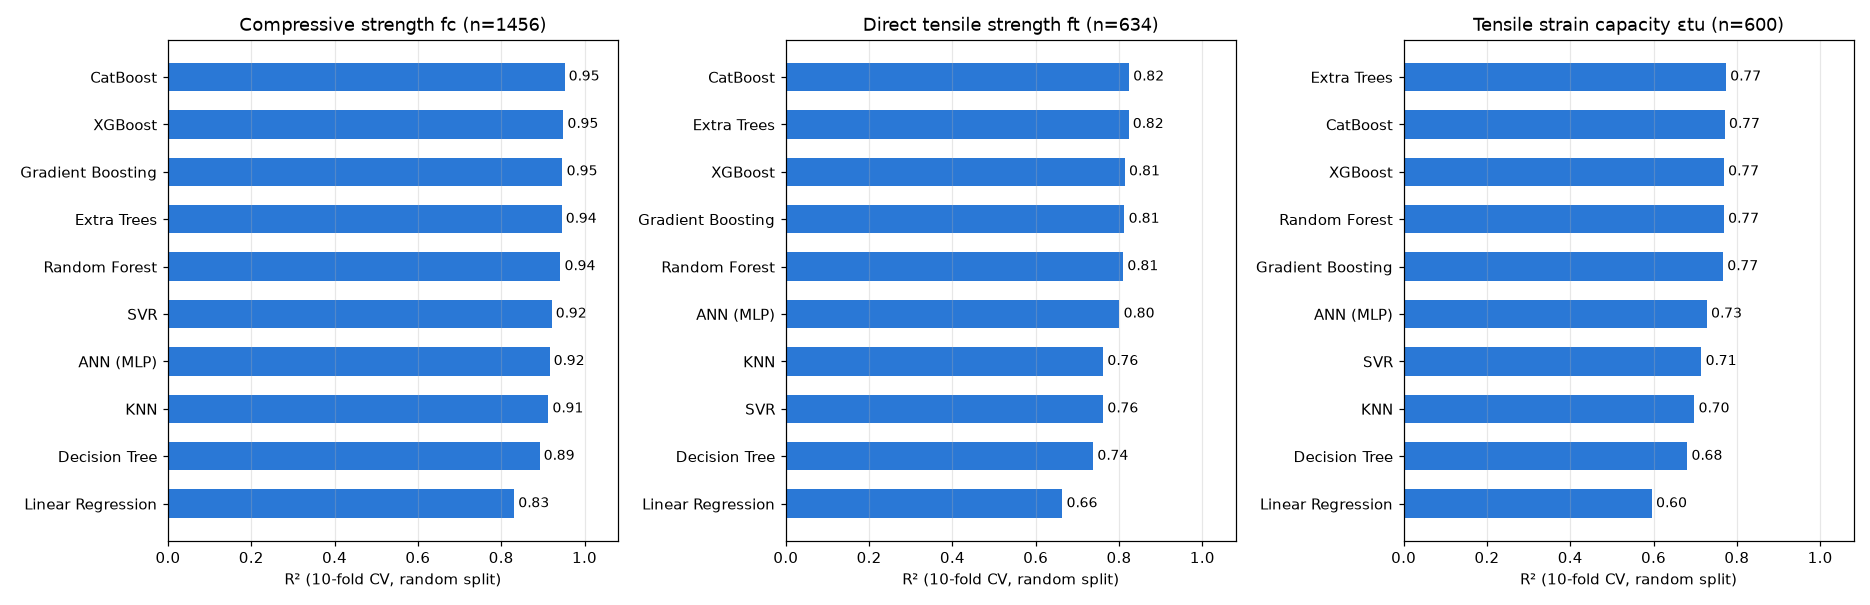 Compressive strength fc (n=1456)
CatBoost 0.95
XGBoost 0.95
Gradient Boosting 0.95
Extra Trees 0.94
Random Forest 0.94
SVR 0.92
ANN (MLP) 0.92
KNN 0.91
Decision Tree 0.89
Linear Regression 0.83
0.0 0.2 0.4 0.6 0.8 1.0
R² (10-fold CV, random split)
Direct tensile strength ft (n=634)
CatBoost 0.82
Extra Trees 0.82
XGBoost 0.81
Gradient Boosting 0.81
Random Forest 0.81
ANN (MLP) 0.80
KNN 0.76
SVR 0.76
Decision Tree 0.74
Linear Regression 0.66
0.0 0.2 0.4 0.6 0.8 1.0
R² (10-fold CV, random split)
Tensile strain capacity εtu (n=600)
Extra Trees 0.77
CatBoost 0.77
XGBoost 0.77
Random Forest 0.77
Gradient Boosting 0.77
ANN (MLP) 0.73
SVR 0.71
KNN 0.70
Decision Tree 0.68
Linear Regression 0.60
0.0 0.2 0.4 0.6 0.8 1.0
R² (10-fold CV, random split)